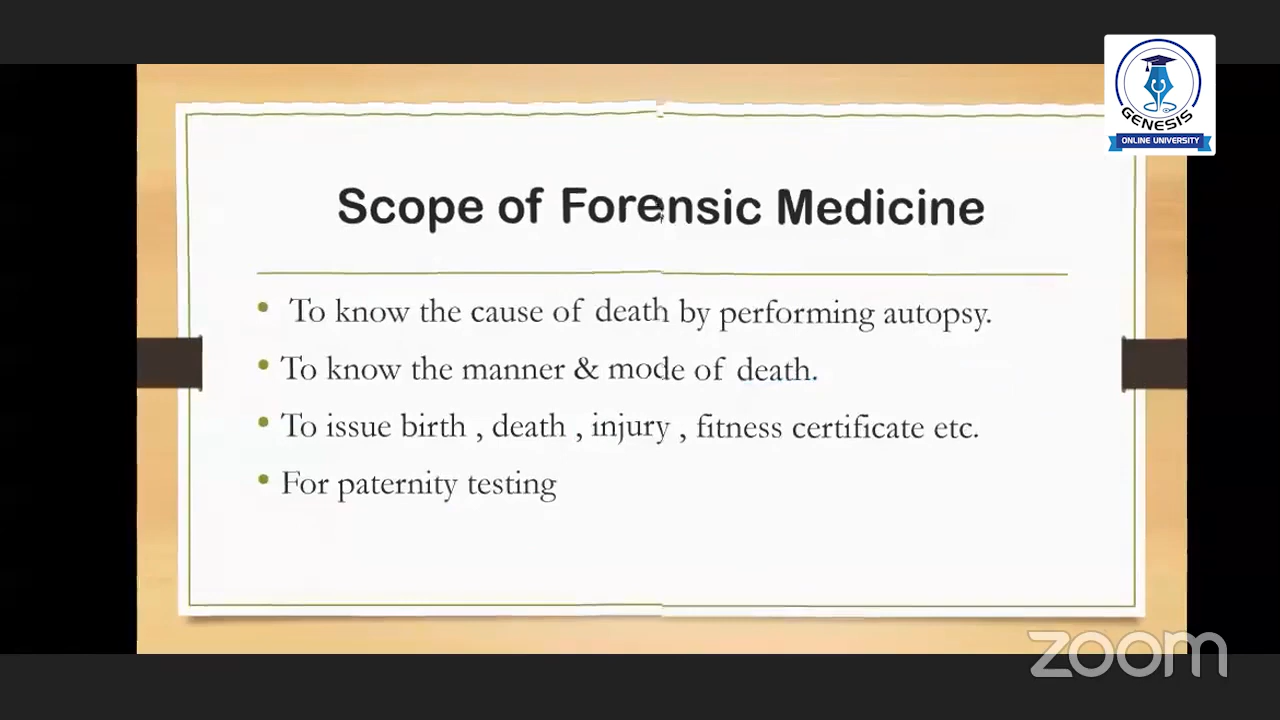 GENESIS
ONLINE UNIVERSITY
Scope of Forensic Medicine
• To know the cause of death by performing autopsy.
• To know the manner & mode of death.
• To issue birth , death , injury , fitness certificate etc.
• For paternity testing
zoom